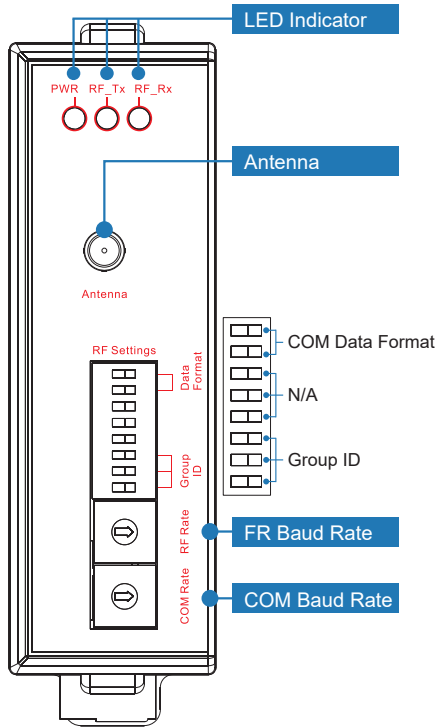 LED Indicator
PWR RF_Tx RF_Rx
Antenna
Antenna
RF Settings
Data
Format
COM Data Format
N/A
Group ID
Group
ID
RF Rate
FR Baud Rate
COM Rate
COM Baud Rate